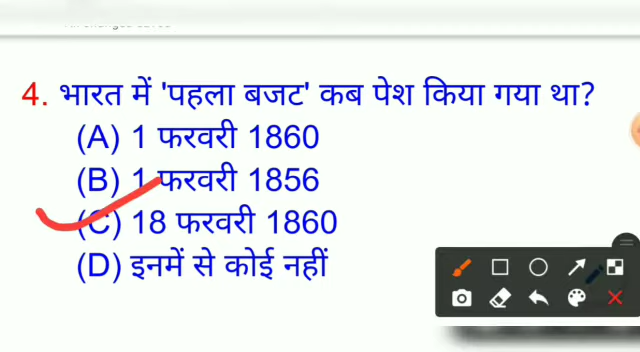 4. भारत में 'पहला बजट' कब पेश किया गया था?
(A) 1 फरवरी 1860
(B) 1 फरवरी 1856
(C) 18 फरवरी 1860
(D) इनमें से कोई नहीं